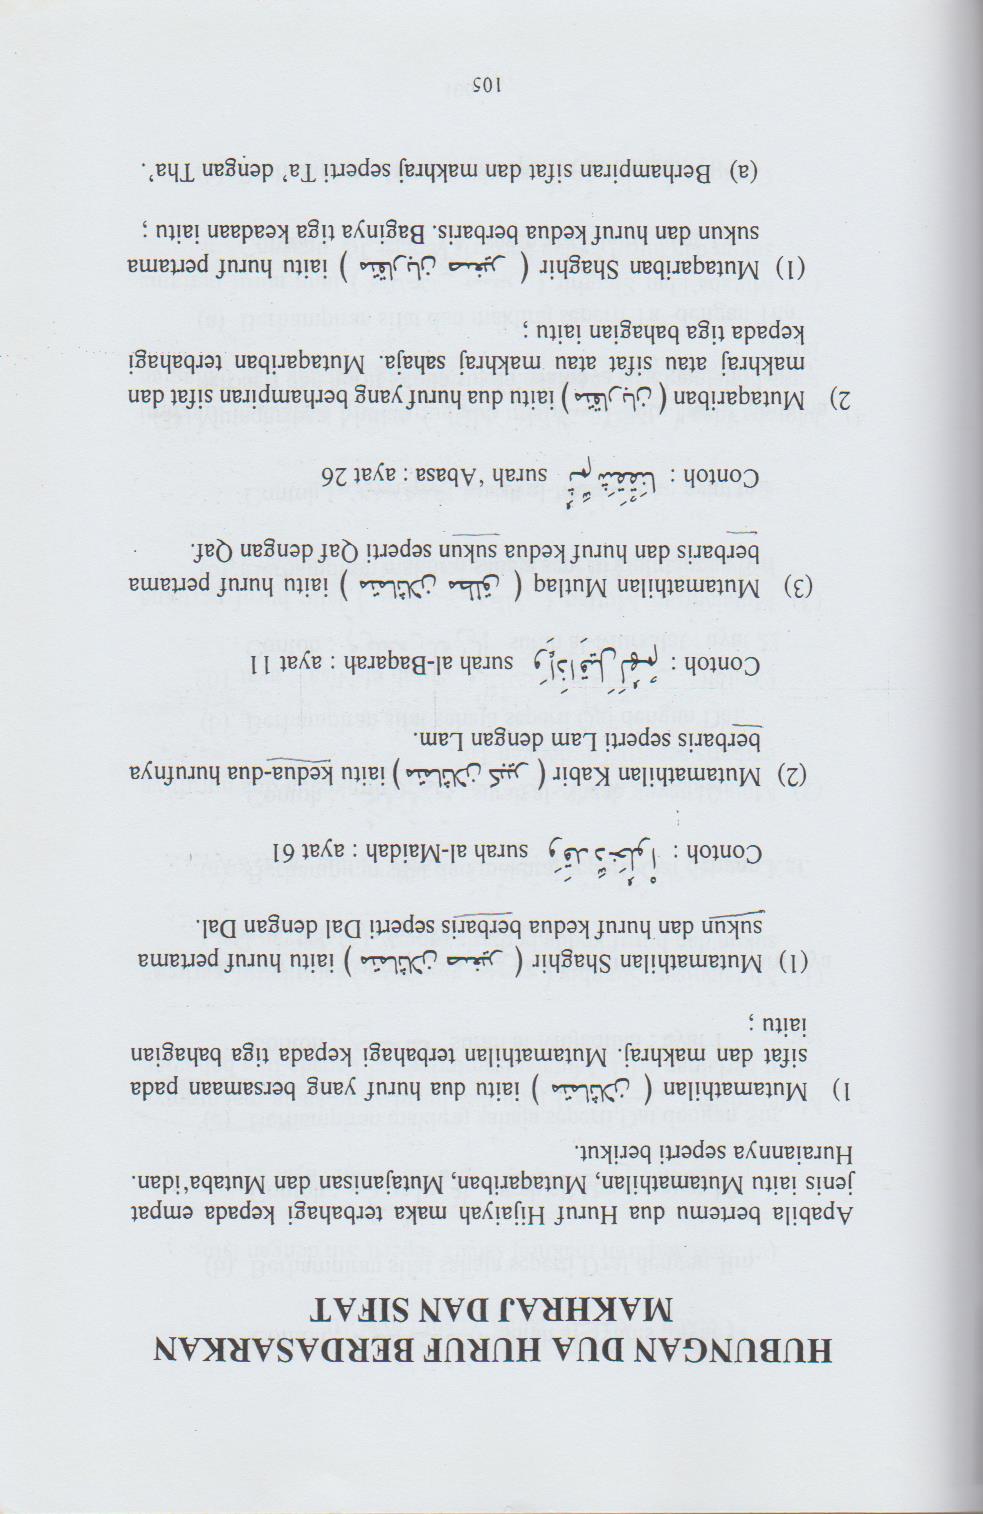 HUBUNGAN DUA HURUF BERDASARKAN
MAKHRAJ DAN SIFAT
Apabila bertemu dua Huruf Hijaiyah maka terbahagi kepada empat
jenis iaitu Mutamathilan, Mutaqariban, Mutajanisan dan Mutaba‘idan.
Huraiannya seperti berikut.
1) Mutamathilan ( متماثلان ) iaitu dua huruf yang bersamaan pada
sifat dan makhraj. Mutamathilan terbahagi kepada tiga bahagian
iaitu ;
(1) Mutamathilan Shaghir ( متماثلان صغير ) iaitu huruf pertama
sukun dan huruf kedua berbaris seperti Dal dengan Dal.
Contoh : وَقَد دَّخَلُواْ surah al-Maidah : ayat 61
(2) Mutamathilan Kabir ( متماثلان كبير ) iaitu kedua-dua hurufnya
berbaris seperti Lam dengan Lam.
Contoh : وَإِذَا قِيلَ لَهُمْ surah al-Baqarah : ayat 11
(3) Mutamathilan Mutlaq ( متماثلان مطلق ) iaitu huruf pertama
berbaris dan huruf kedua sukun seperti Qaf dengan Qaf.
Contoh : ثُمَّ شَقَقْنَا surah ‘Abasa : ayat 26
2) Mutaqariban ( متقاربان ) iaitu dua huruf yang berhampiran sifat dan
makhraj atau sifat atau makhraj sahaja. Mutaqariban terbahagi
kepada tiga bahagian iaitu ;
(1) Mutaqariban Shaghir ( متقاربان صغير ) iaitu huruf pertama
sukun dan huruf kedua berbaris. Baginya tiga keadaan iaitu ;
(a) Berhampiran sifat dan makhraj seperti Ta’ dengan Tha’.
105